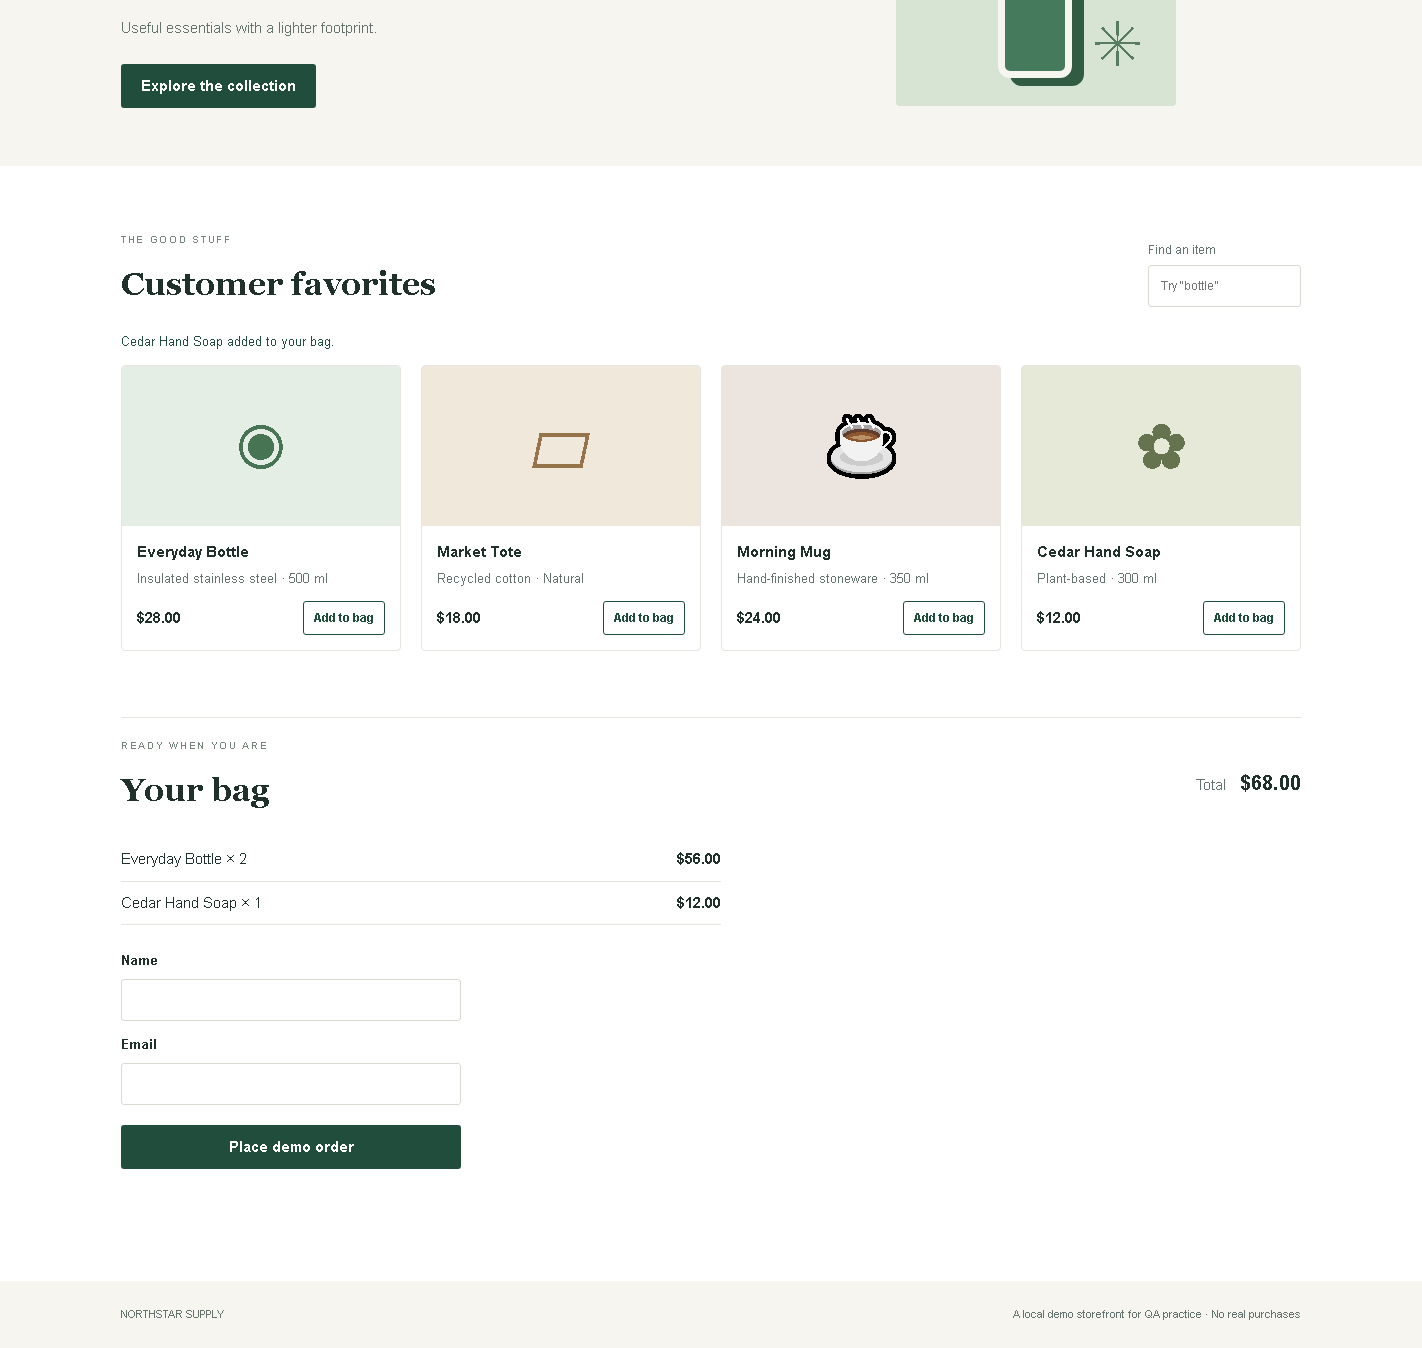 Useful essentials with a lighter footprint.
Explore the collection
THE GOOD STUFF
Customer favorites
Find an item
Try "bottle"
Cedar Hand Soap added to your bag.
Everyday Bottle
Insulated stainless steel · 500 ml
$28.00
Add to bag
Market Tote
Recycled cotton · Natural
$18.00
Add to bag
Morning Mug
Hand-finished stoneware · 350 ml
$24.00
Add to bag
Cedar Hand Soap
Plant-based · 300 ml
$12.00
Add to bag
READY WHEN YOU ARE
Your bag
Total $68.00
Everyday Bottle × 2 $56.00
Cedar Hand Soap × 1 $12.00
Name
Email
Place demo order
NORTHSTAR SUPPLY
A local demo storefront for QA practice · No real purchases